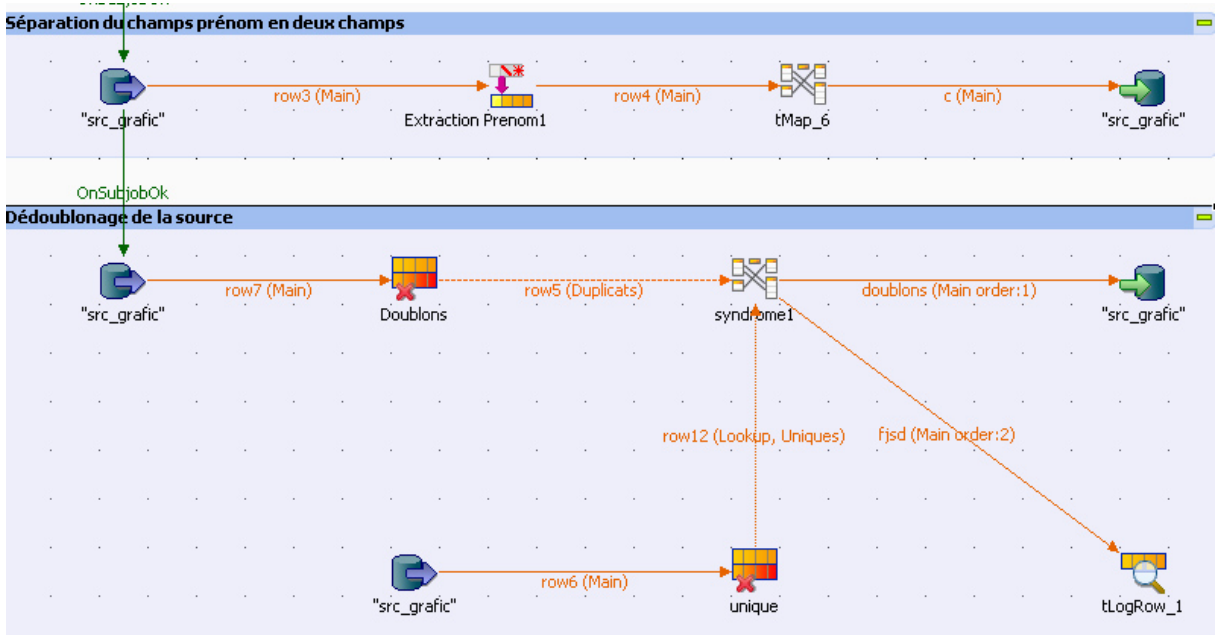 OnSubjobOk
Séparation du champs prénom en deux champs
row3 (Main)
row4 (Main)
c (Main)
"src_grafic"
Extraction Prenom1
tMap_6
"src_grafic"
OnSubjobOk
Dédoublonage de la source
row7 (Main)
row5 (Duplicats)
doublons (Main order:1)
"src_grafic"
Doublons
syndrome1
"src_grafic"
row12 (Lookup, Uniques)
fjsd (Main order:2)
row6 (Main)
"src_grafic"
unique
tLogRow_1